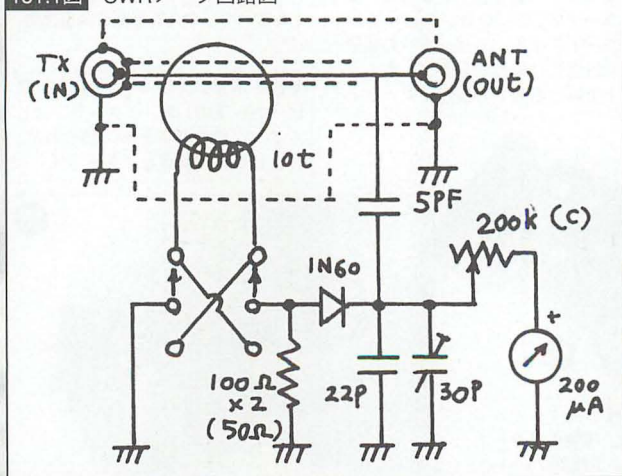 SWRメータ回路図
TX
(IN)
ANT
(OUT)
10t
5PF
200k (C)
1N60
+
100Ω
×2
(50Ω)
22P
30P
200
μA